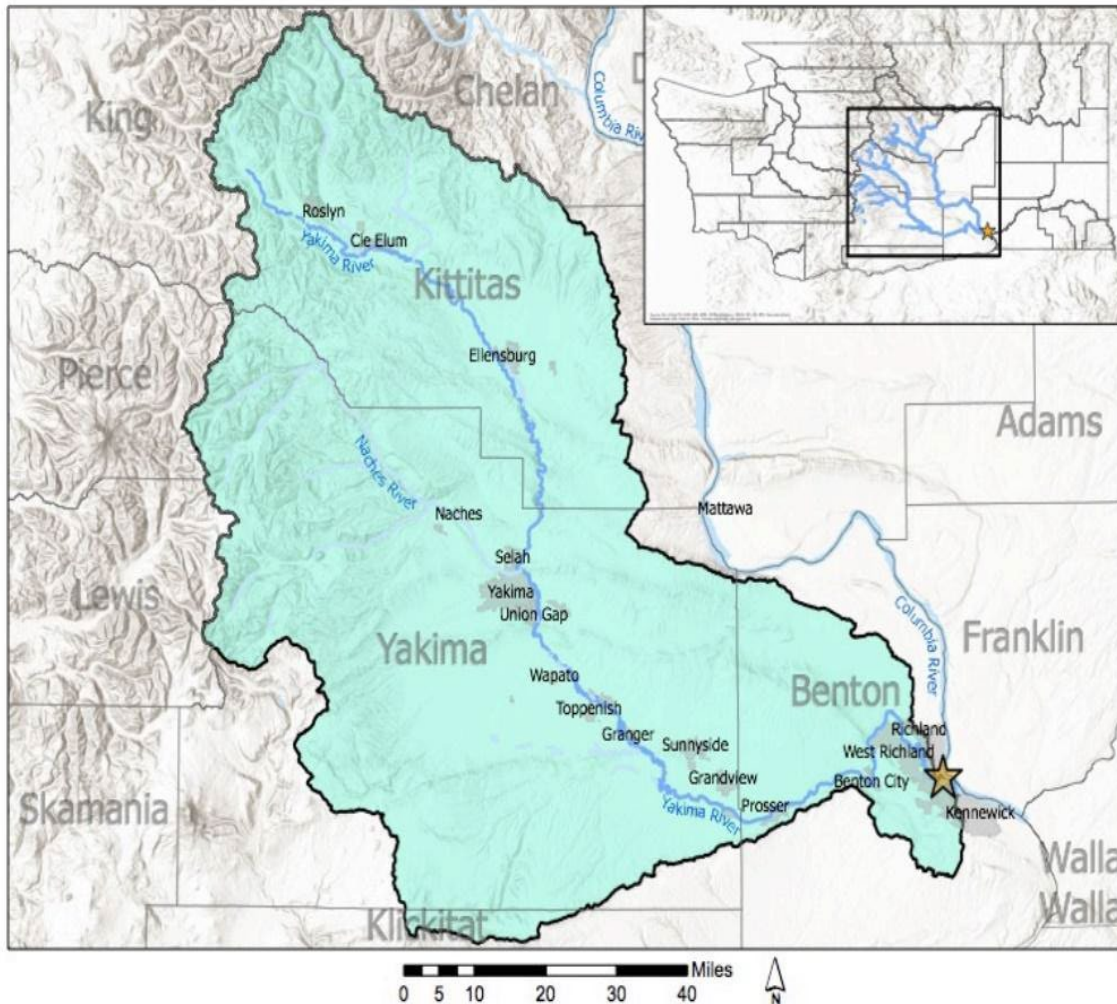 King
Chelan
Columbia River
Roslyn
Cle Elum
Yakima River
Kittitas
Ellensburg
Pierce
Adams
Naches River
Naches
Mattawa
Selah
Yakima
Union Gap
Lewis
Yakima
Columbia River
Franklin
Wapato
Benton
Toppenish
Richland
Granger
Sunnyside
West Richland
Grandview
Benton City
Skamania
Prosser
Yakima River
Kennewick
Walla
Walla
Klickitat
Miles
0 5 10 20 30 40
N